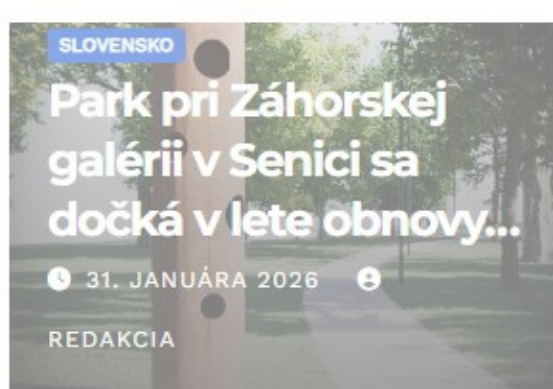 SLOVENSKO
Park pri Záhorskej
galérii v Senici sa
dočká v lete obnovy...
31. JANUÁRA 2026
REDAKCIA